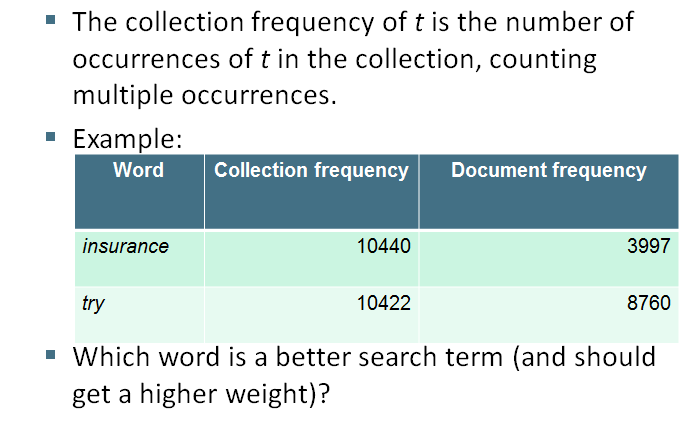 ▪ The collection frequency of t is the number of
occurrences of t in the collection, counting
multiple occurrences.
▪ Example:
Word Collection frequency Document frequency
insurance 10440 3997
try 10422 8760
▪ Which word is a better search term (and should
get a higher weight)?